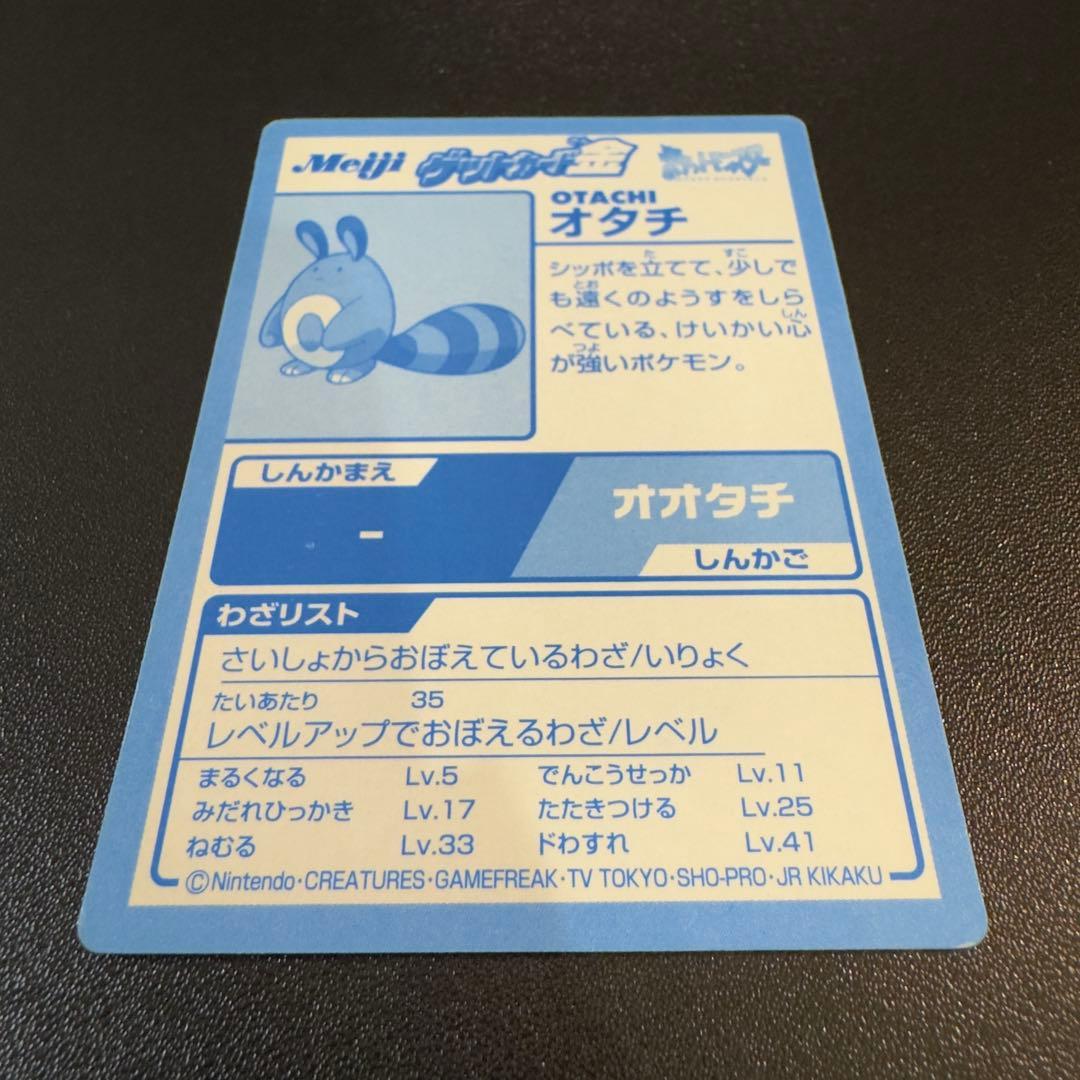 Meiji ゲットカード金
OTACHI
オタチ
シッポを立てて、少しで
も遠くのようすをしら
べている、けいかい心
が強いポケモン。
しんかまえ
-
オオタチ
しんかご
わざリスト
さいしょからおぼえているわざ/いりょく
たいあたり 35
レベルアップでおぼえるわざ/レベル
まるくなる Lv.5 でんこうせっか Lv.11
みだれひっかき Lv.17 たたきつける Lv.25
ねむる Lv.33 ドわすれ Lv.41
©Nintendo・CREATURES・GAMEFREAK・TV TOKYO・SHO-PRO・JR KIKAKU